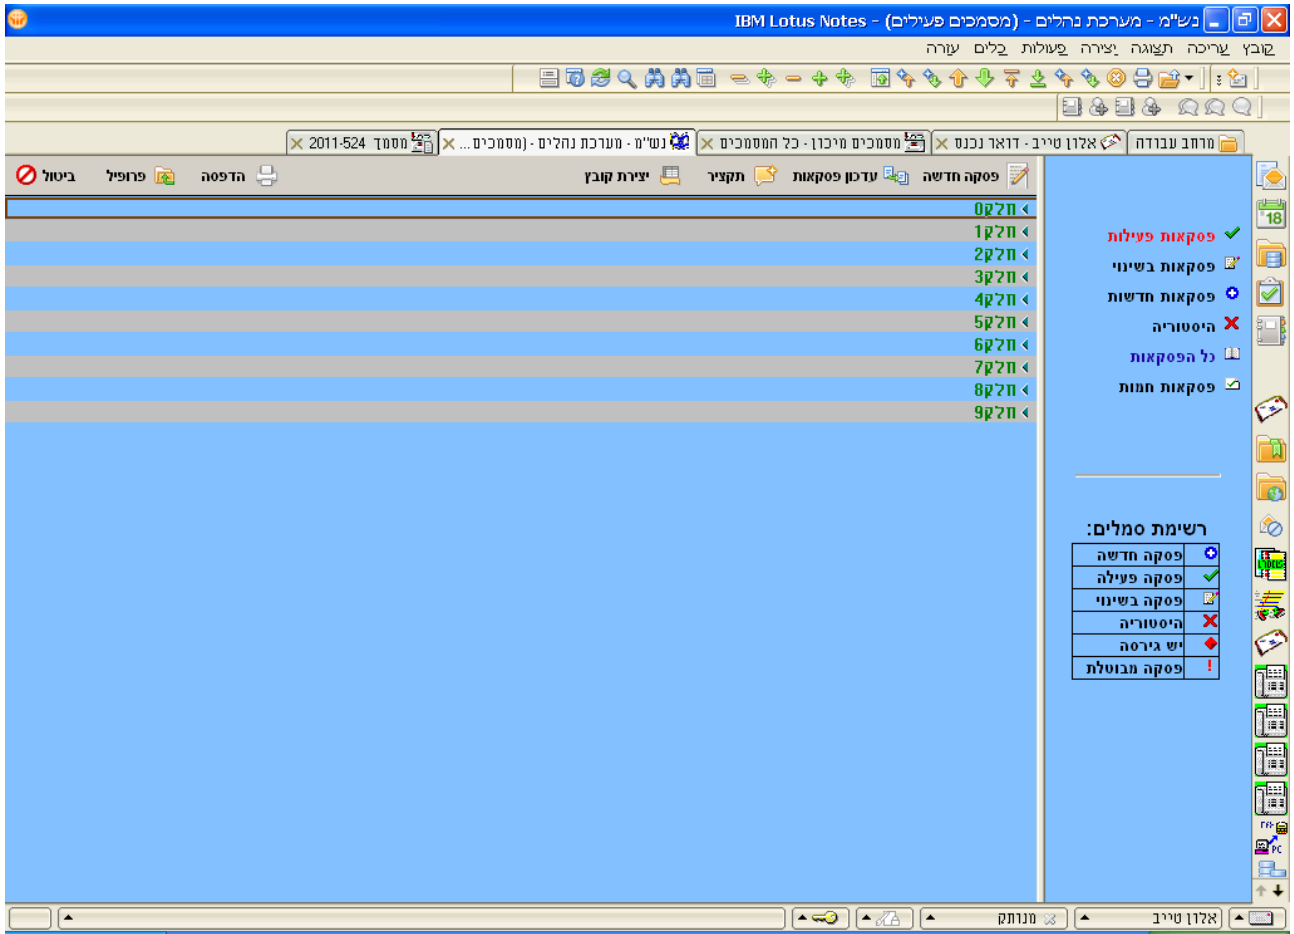 נש"מ - מערכת נהלים - (מסמכים פעילים) - IBM Lotus Notes
קובץ עריכה תצוגה יצירה פעולות כלים עזרה
מרחב עבודה
אלון טייב - דואר נכנס
מסמכים מיכון - כל המסמכים
נש"מ - מערכת נהלים - (מסמכים...
מסמך 2011-524
פסקה חדשה עדכון פסקאות תקציר יצירת קובץ הדפסה פרופיל ביטול
18
פסקאות פעילות
פסקאות בשינוי
פסקאות חדשות
היסטוריה
כל הפסקאות
פסקאות חמות
רשימת סמלים:
פסקה חדשה
פסקה פעילה
פסקה בשינוי
היסטוריה
יש גירסה
פסקה מבוטלת
חלק0
חלק1
חלק2
חלק3
חלק4
חלק5
חלק6
חלק7
חלק8
חלק9
PC
אלון טייב
מנותק